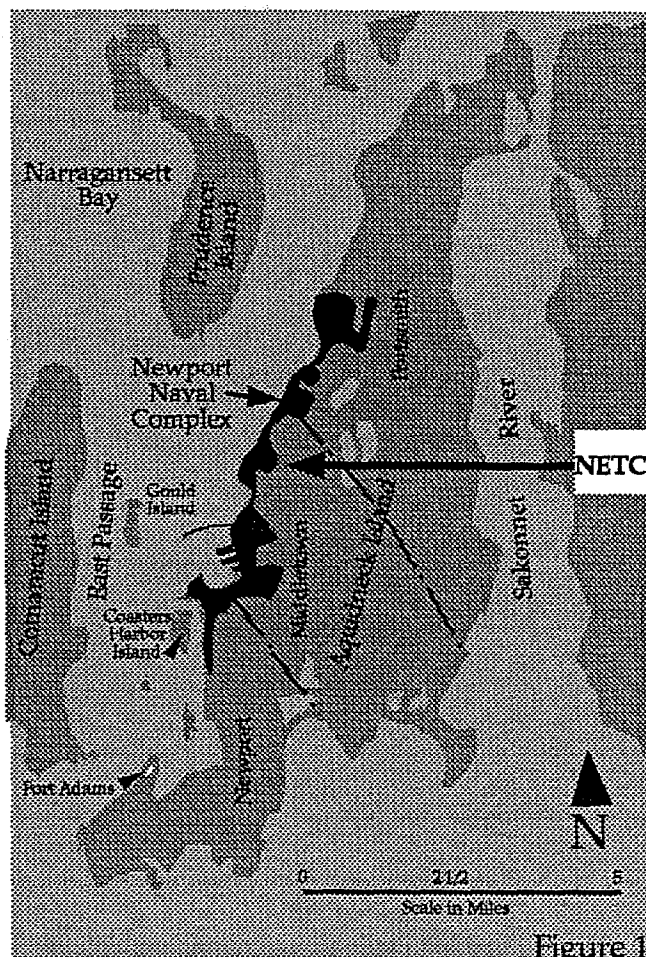 Narragansett
Bay
Prudence
Island
Portsmouth
Newport
Naval
Complex
River
NETC
Gould
Island
East Passage
Conanicut Island
Middletown
Aquidneck Island
Sakonnet
Coasters
Harbor
Island
Newport
Fort Adams
N
0 21/2 5
Scale in Miles
Figure 1